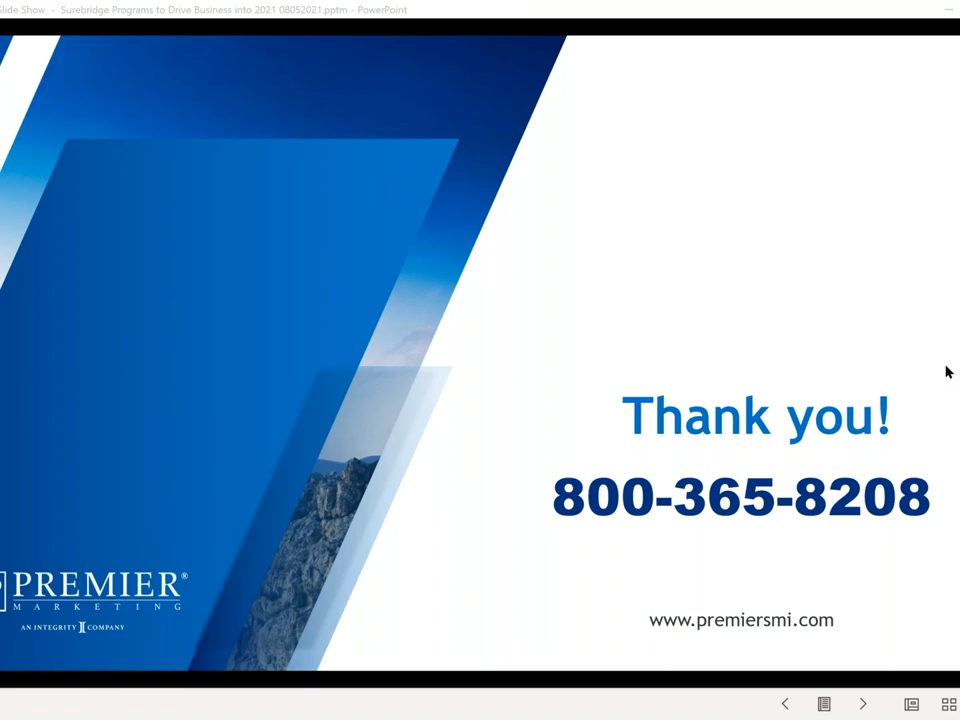 Slide Show - Surebridge Programs to Drive Business into 2021 08052021.pptm - PowerPoint
Thank you!
800-365-8208
PREMIER®
MARKETING
AN INTEGRITY COMPANY
www.premiersmi.com